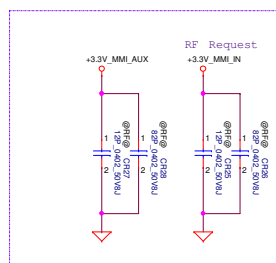 RF Request
+3.3V_MMI_AUX
+3.3V_MMI_IN
1
2
@RF@ CR27
12P_0402_50V8J
1
2
@RF@ CR28
82P_0402_50V8J
1
2
@RF@ CR25
12P_0402_50V8J
1
2
@RF@ CR26
82P_0402_50V8J